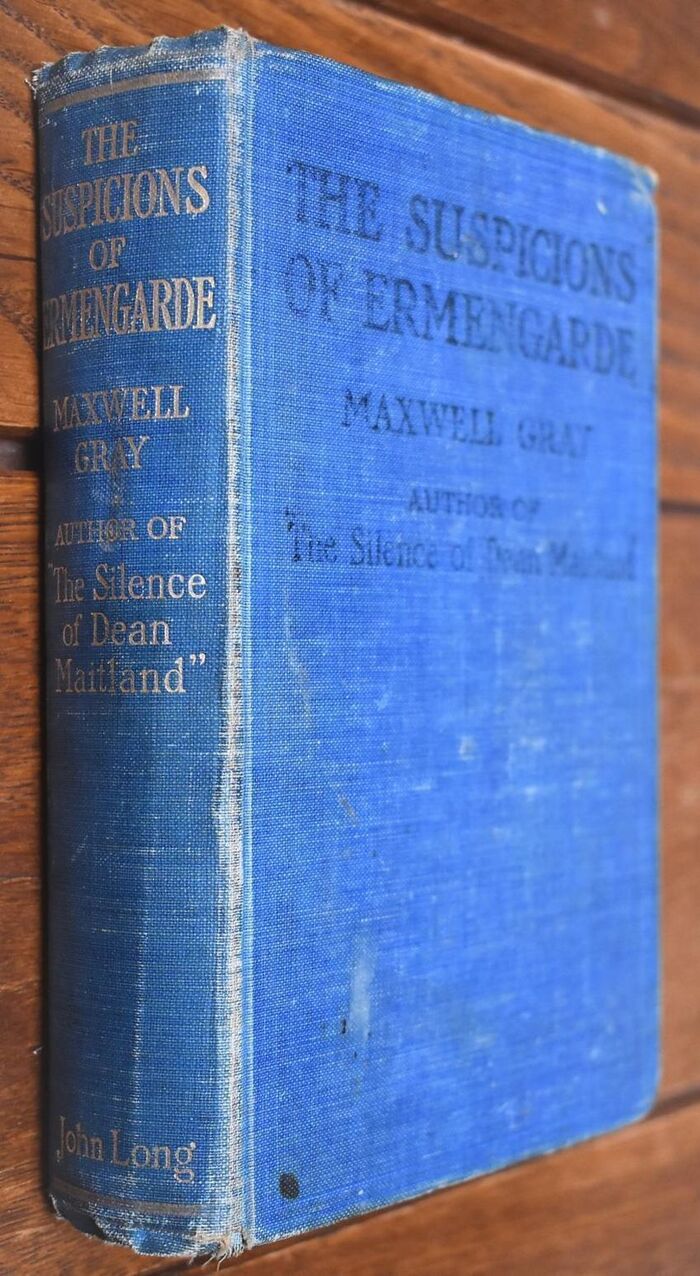 THE
SUSPICIONS
OF
ERMENGARDE
MAXWELL
GRAY
AUTHOR OF
"The Silence
of Dean
Maitland"
John Long
THE SUSPICIONS
OF ERMENGARDE
MAXWELL GRAY
AUTHOR OF
"The Silence of Dean Maitland